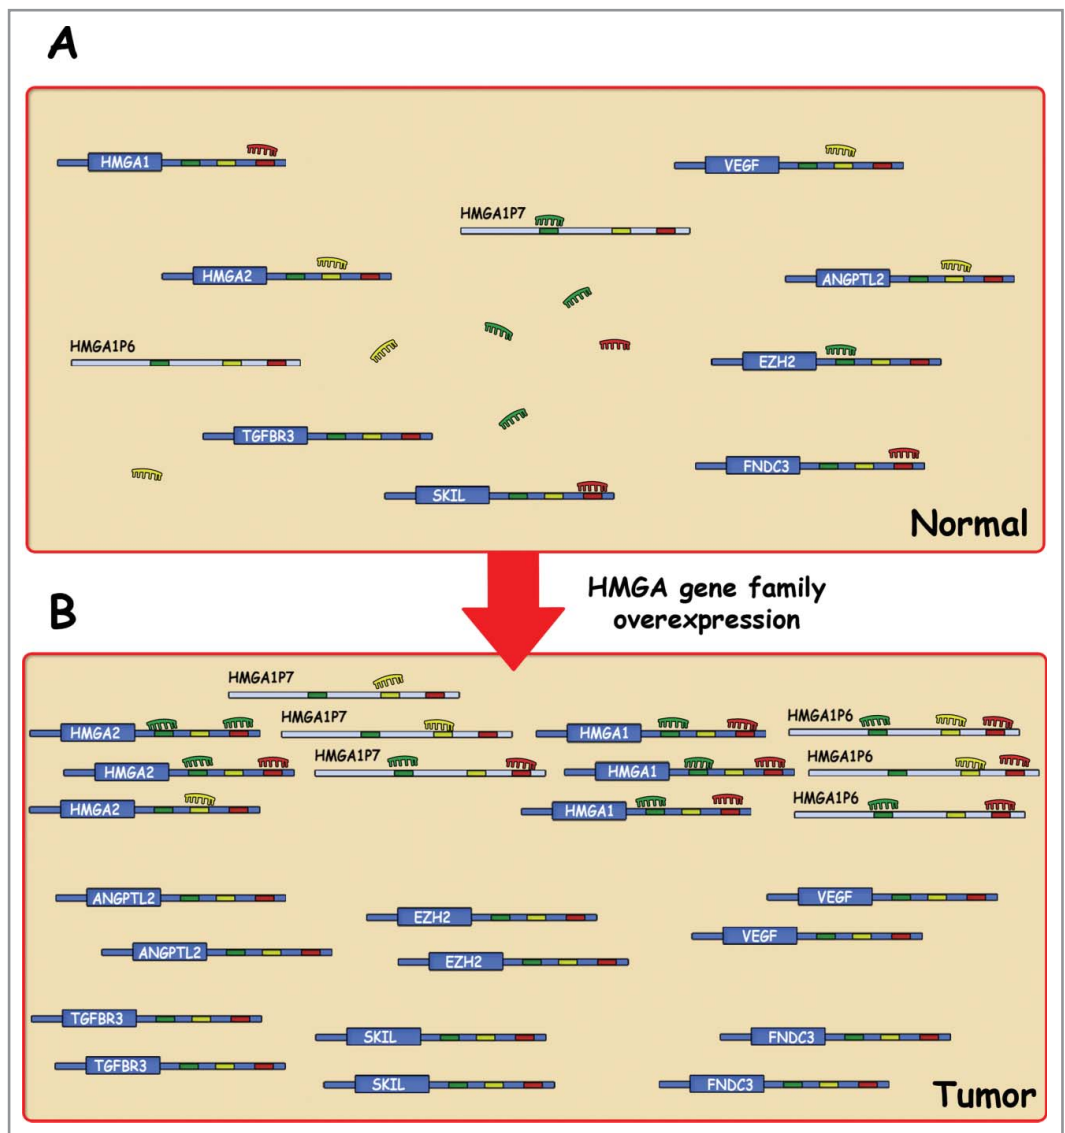 A
HMGA1
VEGF
HMGA1P7
HMGA2
ANGPTL2
HMGA1P6
EZH2
TGFBR3
FNDC3
SKIL
Normal
HMGA gene family
overexpression
B
HMGA1P7
HMGA2
HMGA1P7
HMGA1
HMGA1P6
HMGA2
HMGA1P7
HMGA1
HMGA1P6
HMGA2
HMGA1
HMGA1P6
ANGPTL2
VEGF
EZH2
VEGF
ANGPTL2
EZH2
TGFBR3
SKIL
FNDC3
TGFBR3
SKIL
FNDC3
Tumor